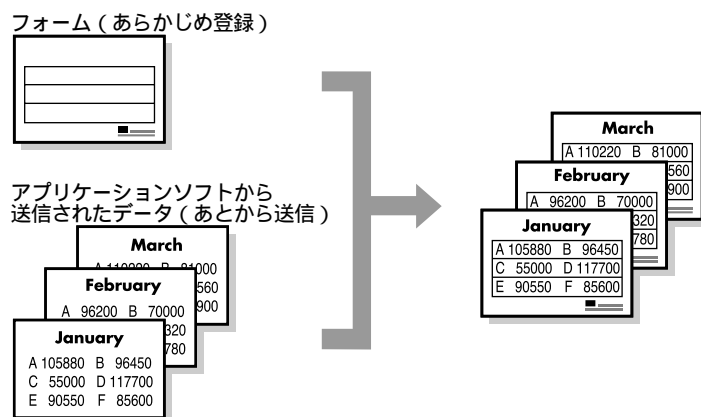 フォーム（あらかじめ登録）
アプリケーションソフトから
送信されたデータ（あとから送信）
March
000
560
900
February
A 96200 B 70000
320
780
January
A 105880 B 96450
C 55000 D 117700
E 90550 F 85600
March
A 110220 B 81000
560
900
February
A 96200 B 70000
320
780
January
A 105880 B 96450
C 55000 D 117700
E 90550 F 85600